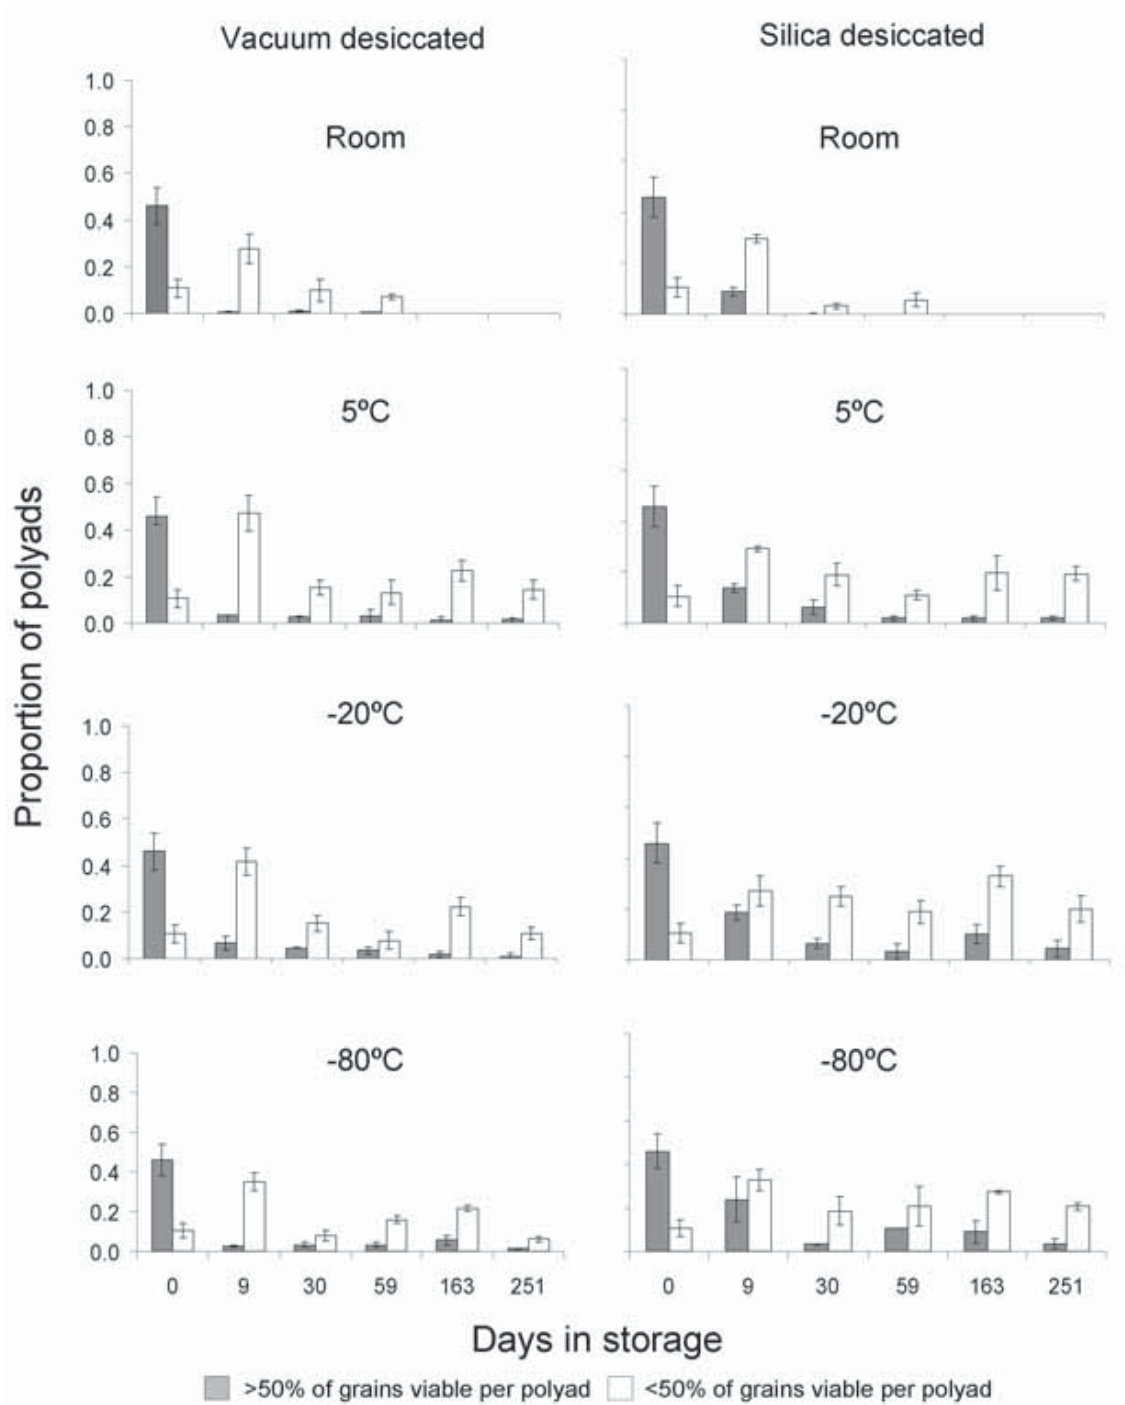 Vacuum desiccated
Silica desiccated
Proportion of polyads
Room
1.0
0.8
0.6
0.4
0.2
0.0
Room
5ºC
1.0
0.8
0.6
0.4
0.2
0.0
5ºC
-20ºC
1.0
0.8
0.6
0.4
0.2
0.0
-20ºC
-80ºC
1.0
0.8
0.6
0.4
0.2
0.0
-80ºC
0 9 30 59 163 251
0 9 30 59 163 251
Days in storage
>50% of grains viable per polyad
<50% of grains viable per polyad